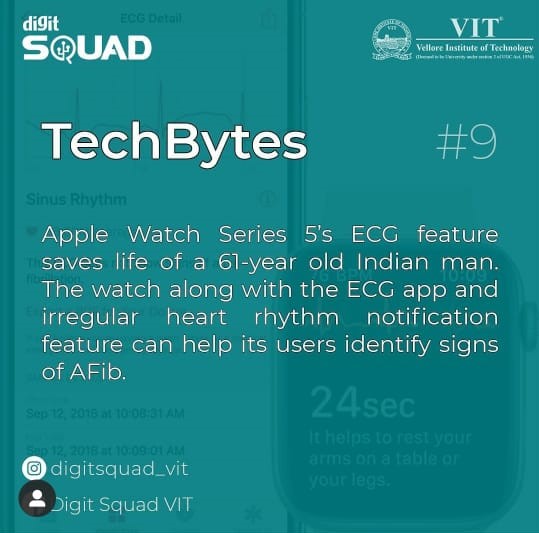 ECG Detail
digit
SQUAD
VIT®
Vellore Institute of Technology
(Deemed to be University under section 3 of UGC Act, 1956)
TechBytes
#9
Sinus Rhythm
Apple Watch Series 5's ECG feature
saves life of a 61-year old Indian man.
The watch along with the ECG app and
irregular heart rhythm notification
feature can help its users identify signs
of AFib.
BPM
10:09
Sep 12, 2018 at 10:08:31 AM
Sep 12, 2018 at 10:09:01 AM
24sec
It helps to rest your
arms on a table or
your legs.
digitsquad_vit
Digit Squad VIT